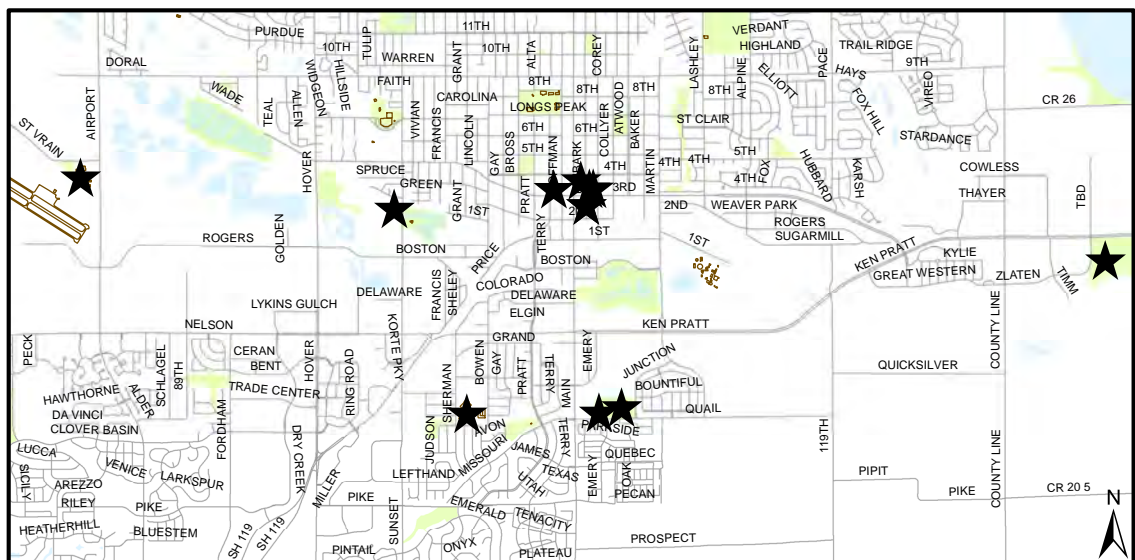 PURDUE
TULIP
11TH
VERDANT
10TH
GRANT
10TH
ALTA
COREY
LASHLEY
HIGHLAND
PACE
TRAIL RIDGE
DORAL
WIDGEON
HILLSIDE
WARREN
9TH
FAITH
8TH
8TH
8TH
ALPINE
ELLIOTT
HAYS
VIREO
WADE
TEAL
ALLEN
VIVIAN
CAROLINA
LONGS PEAK
ATWOOD
8TH
FOX HILL
CR 26
AIRPORT
FRANCIS
LINCOLN
6TH
6TH
COLLYER
BAKER
ST CLAIR
STARDANCE
ST VRAIN
HOVER
GAY
BROSS
5TH
4TH
MARTIN
4TH
4TH
5TH
HUBBARD
KARSH
COWLESS
SPRUCE
GREEN
GRANT
PRATT
3RD
4TH
FOX
THAYER
TBD
1ST
2ND
WEAVER PARK
ROGERS
GOLDEN
BOSTON
PRICE
TERRY
1ST
1ST
ROGERS
SUGARMILL
KEN PRATT
KYLIE
BOSTON
GREAT WESTERN
ZLATEN
TIMM
DELAWARE
FRANCIS
SHELEY
COLORADO
DELAWARE
LYKINS GULCH
ELGIN
COUNTY LINE
NELSON
KORTE PKY
KEN PRATT
PECK
GRAND
EMERY
CERAN
BENT
HOVER
RING ROAD
BOWEN
GAY
PRATT
TERRY
JUNCTION
QUICKSILVER
SCHLAGEL
89TH
TRADE CENTER
SHERMAN
MAIN
BOUNTIFUL
HAWTHORNE
ALDER
QUAIL
DA VINCI
CLOVER BASIN
FORDHAM
DRY CREEK
JUDSON
AVON
TERRY
PARKSIDE
119TH
COUNTY LINE
LUCCA
VENICE
LARKSPUR
MISSOURI
JAMES
QUEBEC
SICILY
AREZZO
MILLER
LEFTHAND
TEXAS
EMERY
OAK
PIPIT
RILEY
PIKE
PIKE
SUNSET
UTAH
PECAN
PIKE
CR 20 5
N
HEATHERHILL
BLUESTEM
SH 119
SH 119
EMERALD
TENACITY
PINTAIL
ONYX
PLATEAU
PROSPECT